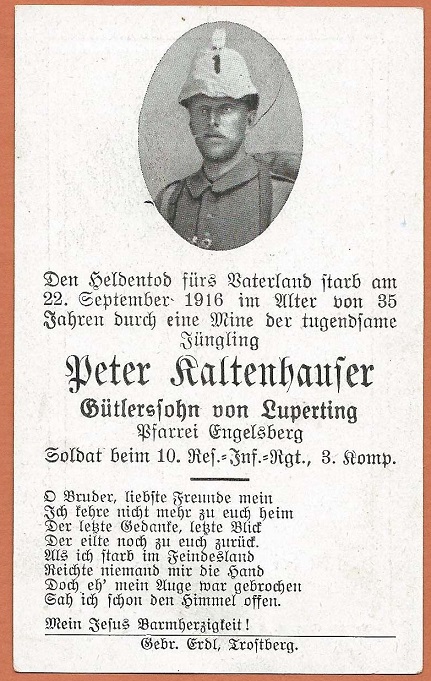 1
Den Heldentod fürs Vaterland starb am
22. September 1916 im Alter von 35
Jahren durch eine Mine der tugendsame
Jüngling
Peter Kaltenhauser
Gütlerssohn von Luperting
Pfarrei Engelsberg
Soldat beim 10. Res.-Inf.-Rgt., 3. Komp.
O Bruder, liebste Freunde mein
Ich kehre nicht mehr zu euch heim
Der letzte Gedanke, letzte Blick
Der eilte noch zu euch zurück.
Als ich starb im Feindesland
Reichte niemand mir die Hand
Doch eh' mein Auge war gebrochen
Sah ich schon den Himmel offen.
Mein Jesus Barmherzigkeit!
Gebr. Erdl, Trostberg.